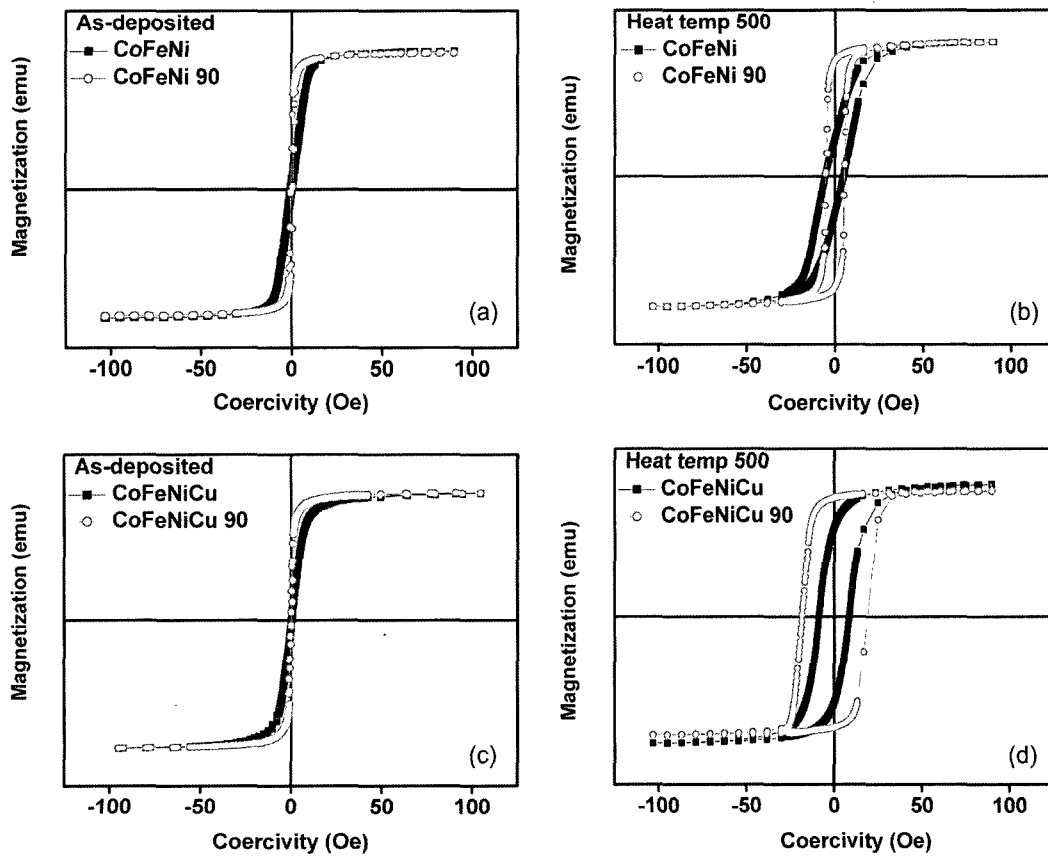 As-deposited
CoFeNi
CoFeNi 90
Magnetization (emu)
(a)
-100 -50 0 50 100
Coercivity (Oe)
Heat temp 500
CoFeNi
CoFeNi 90
Magnetization (emu)
(b)
-100 -50 0 50 100
Coercivity (Oe)
As-deposited
CoFeNiCu
CoFeNiCu 90
Magnetization (emu)
(c)
-100 -50 0 50 100
Coercivity (Oe)
Heat temp 500
CoFeNiCu
CoFeNiCu 90
Magnetization (emu)
(d)
-100 -50 0 50 100
Coercivity (Oe)